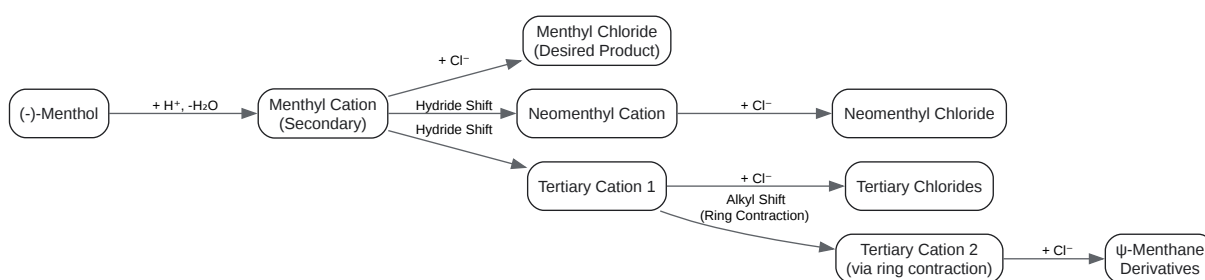 (-)-Menthol
+ H⁺, -H₂O
Menthyl Cation
(Secondary)
+ Cl⁻
Menthyl Chloride
(Desired Product)
Hydride Shift
Neomenthyl Cation
+ Cl⁻
Neomenthyl Chloride
Hydride Shift
Tertiary Cation 1
+ Cl⁻
Tertiary Chlorides
Alkyl Shift
(Ring Contraction)
Tertiary Cation 2
(via ring contraction)
+ Cl⁻
ψ-Menthane
Derivatives